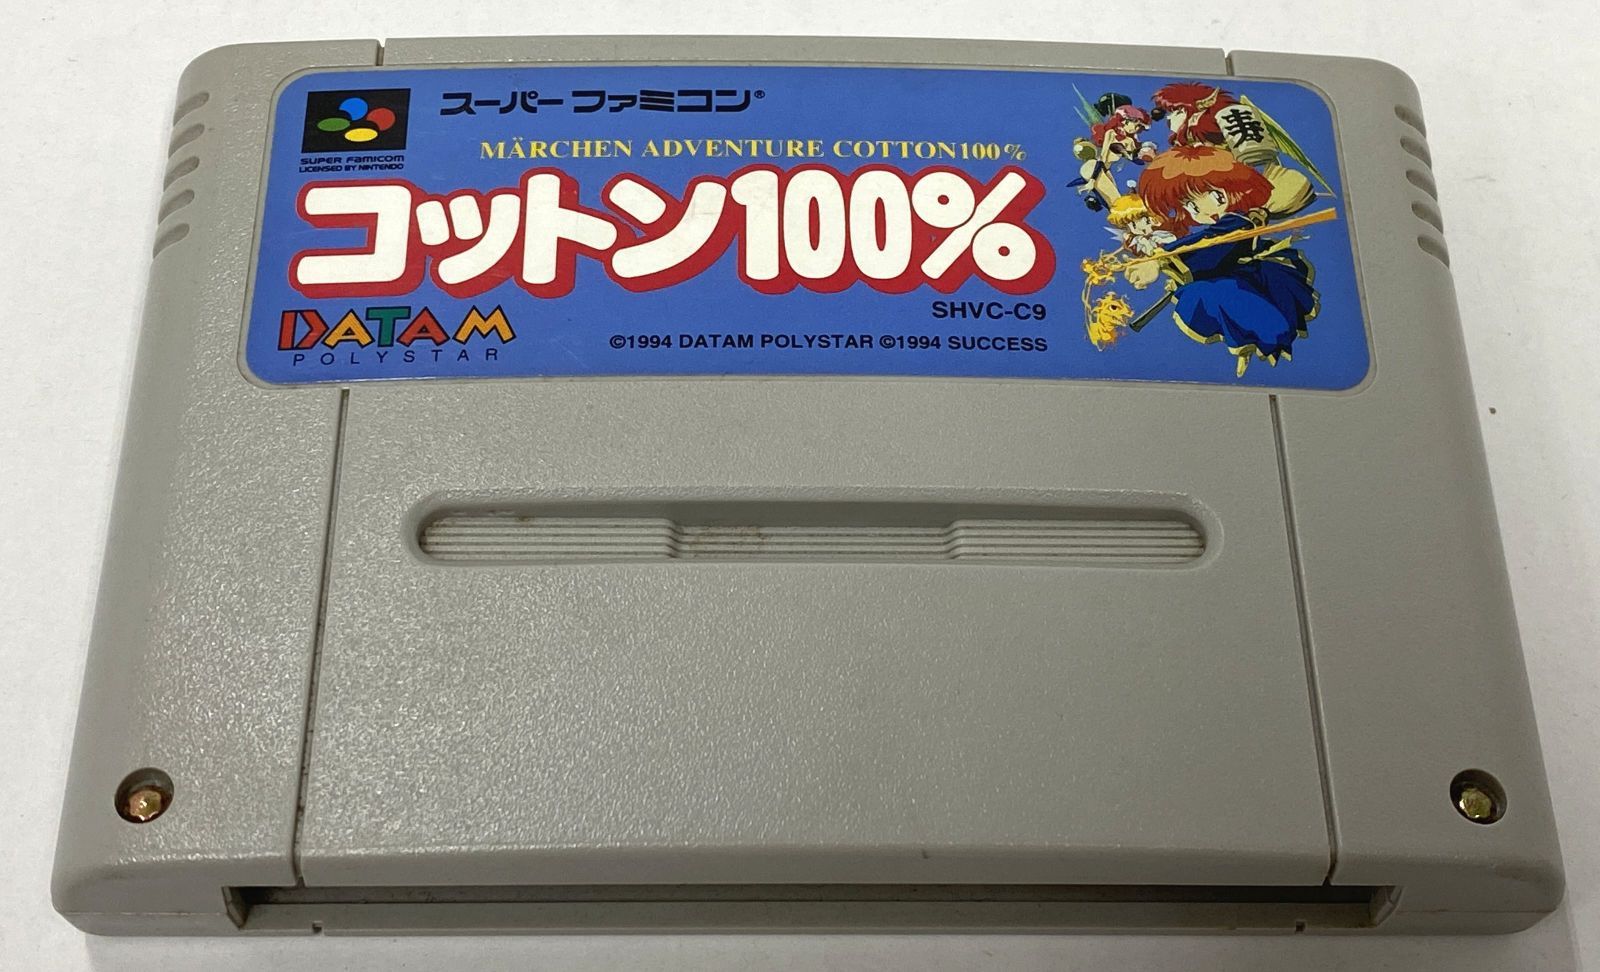 スーパーファミコン®
SUPER FAMICOM
LICENSED BY NINTENDO
MÄRCHEN ADVENTURE COTTON100%
コットン100%
寿
SHVC-C9
DATAM
POLYSTAR
©1994 DATAM POLYSTAR ©1994 SUCCESS